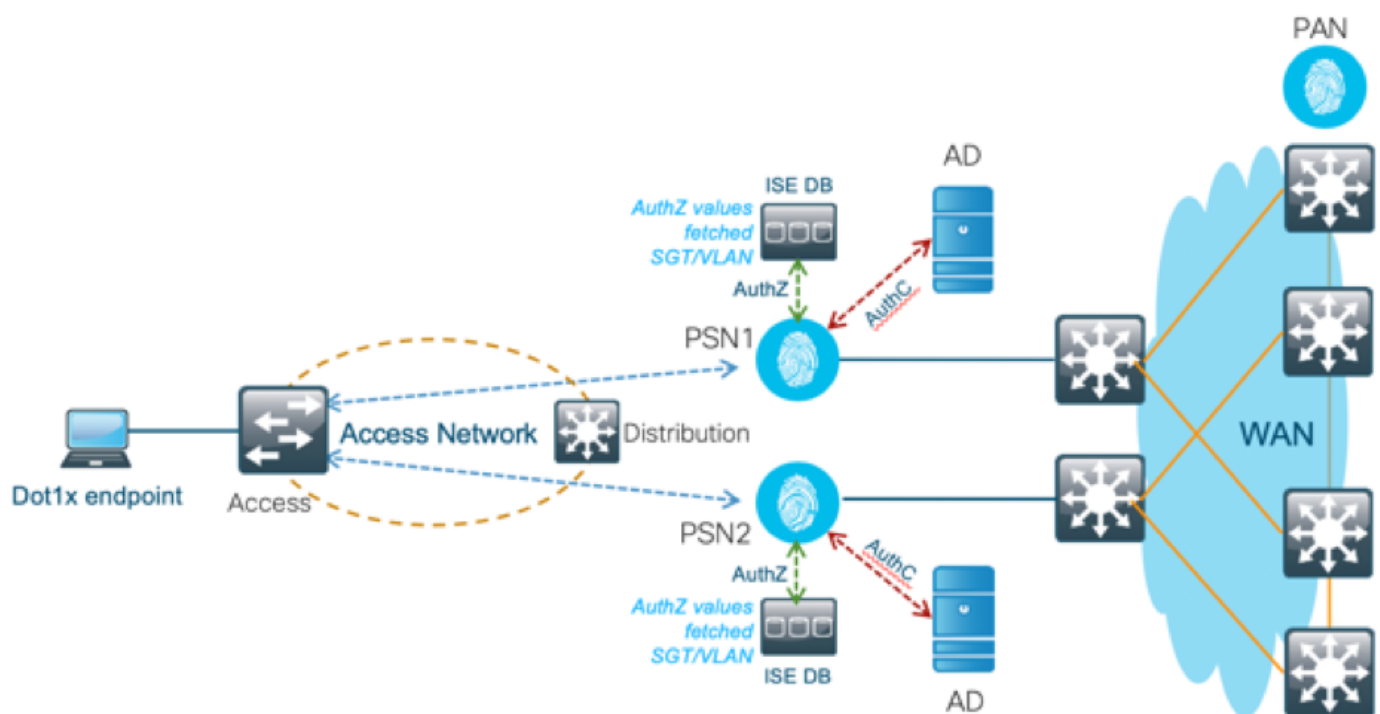 PAN
AD
ISE DB
AuthZ values
fetched
SGT/VLAN
AuthZ
AuthC
PSN1
Access Network
Distribution
WAN
Dot1x endpoint
Access
PSN2
AuthC
AuthZ
AuthZ values
fetched
SGT/VLAN
ISE DB
AD